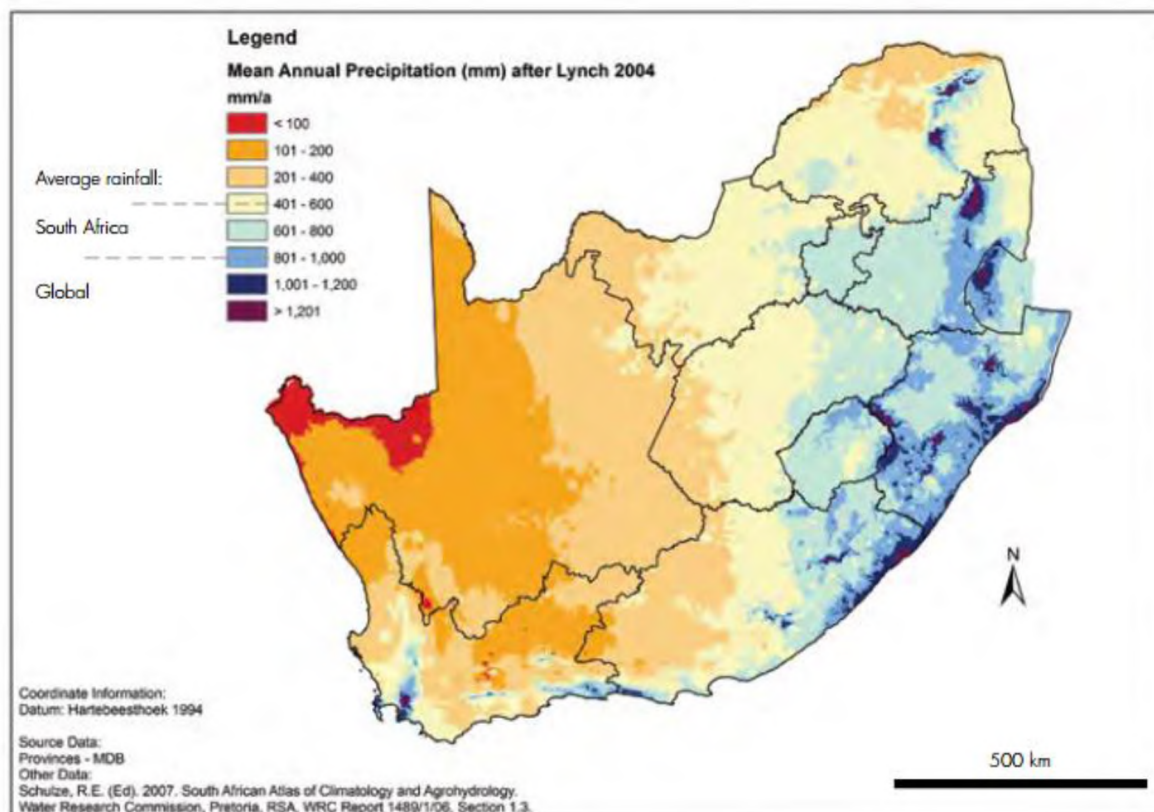 Legend
Mean Annual Precipitation (mm) after Lynch 2004
mm/a
< 100
101 - 200
201 - 400
401 - 600
601 - 800
801 - 1,000
1,001 - 1,200
> 1,201
Average rainfall:
South Africa
Global
N
500 km
Coordinate Information:
Datum: Hartebeesthoek 1994
Source Data:
Provinces - MDB
Other Data:
Schulze, R.E. (Ed). 2007. South African Atlas of Climatology and Agrohydrology.
Water Research Commission, Pretoria, RSA, WRC Report 1489/1/06, Section 1.3.